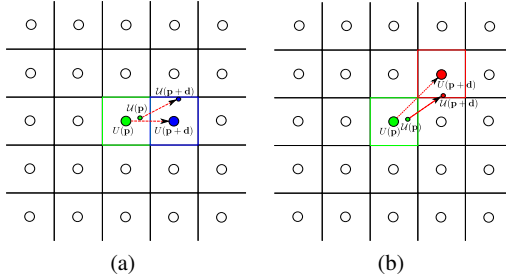 𝒰(𝐩 + 𝐝)
𝒰(𝐩)
U(𝐩)
U(𝐩 + 𝐝)
(a)
U(𝐩 + 𝐝)
𝒰(𝐩 + 𝐝)
U(𝐩)
𝒰(𝐩)
(b)